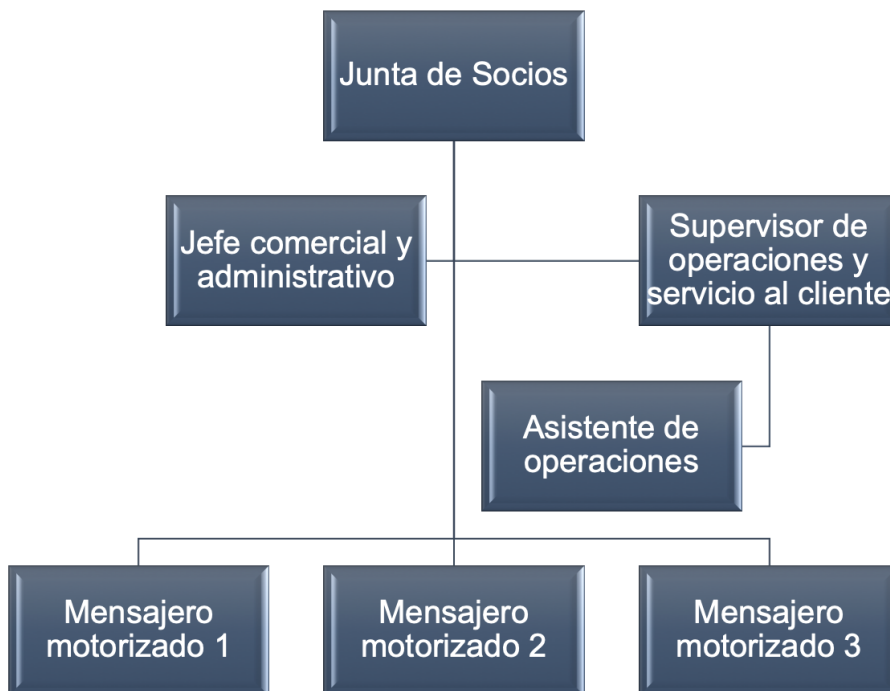 Junta de Socios
Jefe comercial y
administrativo
Supervisor de
operaciones y
servicio al cliente
Asistente de
operaciones
Mensajero
motorizado 1
Mensajero
motorizado 2
Mensajero
motorizado 3